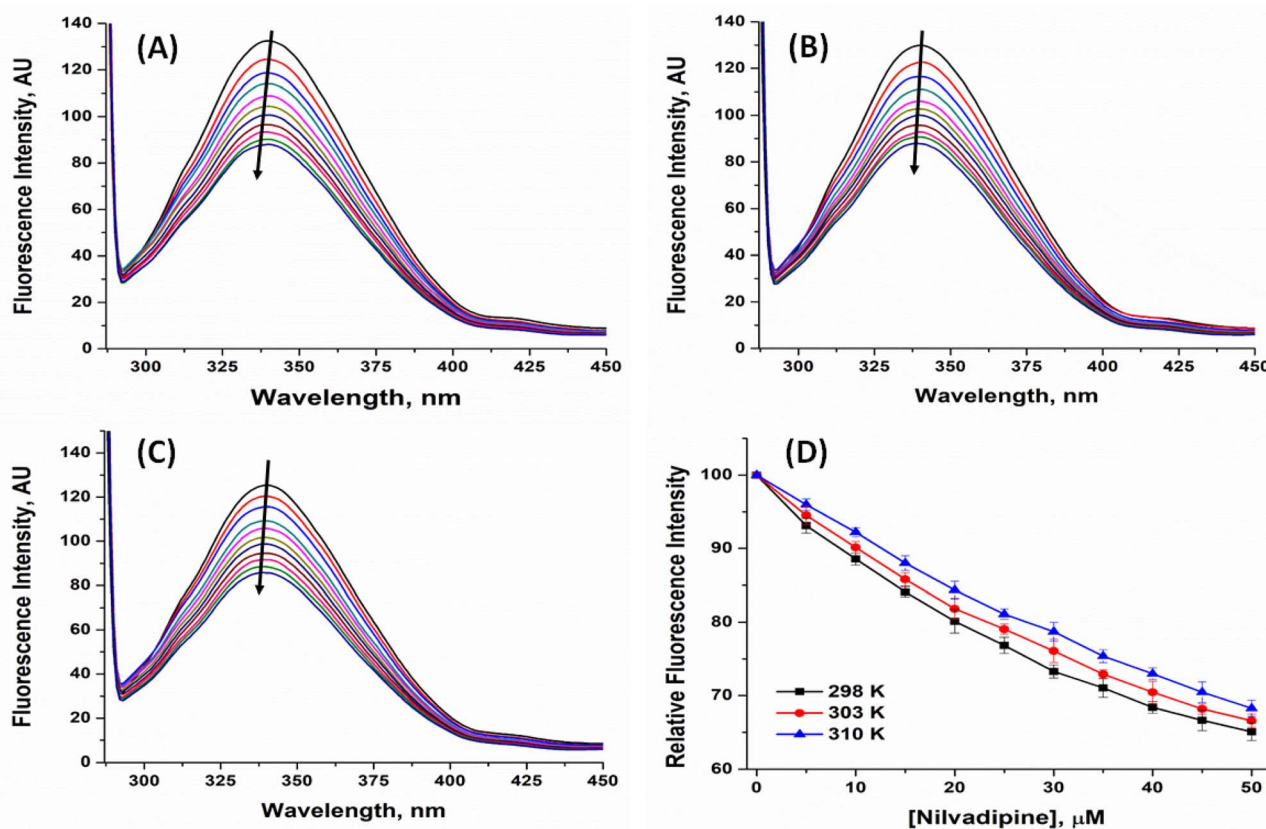 (A)
Fluorescence Intensity, AU
140
120
100
80
60
40
20
0
300 325 350 375 400 425 450
Wavelength, nm
(B)
Fluorescence Intensity, AU
140
120
100
80
60
40
20
0
300 325 350 375 400 425 450
Wavelength, nm
(C)
Fluorescence Intensity, AU
140
120
100
80
60
40
20
0
300 325 350 375 400 425 450
Wavelength, nm
(D)
Relative Fluorescence Intensity
100
90
80
70
60
298 K
303 K
310 K
0 10 20 30 40 50
[Nilvadipine], μM